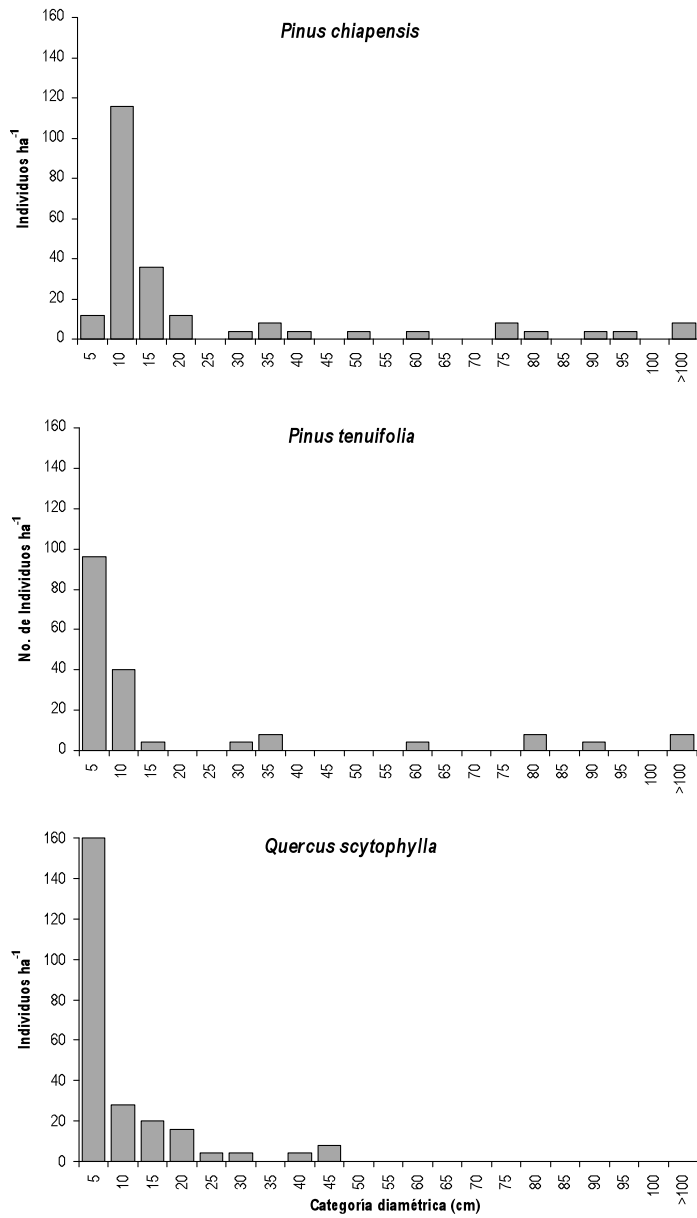 Pinus chiapensis
Individuos ha-1
160
140
120
100
80
60
40
20
0
5 10 15 20 25 30 35 40 45 50 55 60 65 70 75 80 85 90 95 100 >100
Pinus tenuifolia
No. de Individuos ha-1
160
140
120
100
80
60
40
20
0
5 10 15 20 25 30 35 40 45 50 55 60 65 70 75 80 85 90 95 100 >100
Quercus scytophylla
Individuos ha-1
160
140
120
100
80
60
40
20
0
5 10 15 20 25 30 35 40 45 50 55 60 65 70 75 80 85 90 95 100 >100
Categoría diamétrica (cm)